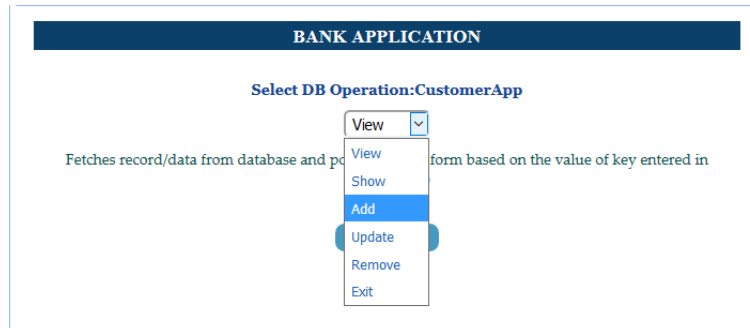 BANK APPLICATION
Select DB Operation:CustomerApp
View
Fetches record/data from database and po form based on the value of key entered in
View
Show
Add
Update
Remove
Exit